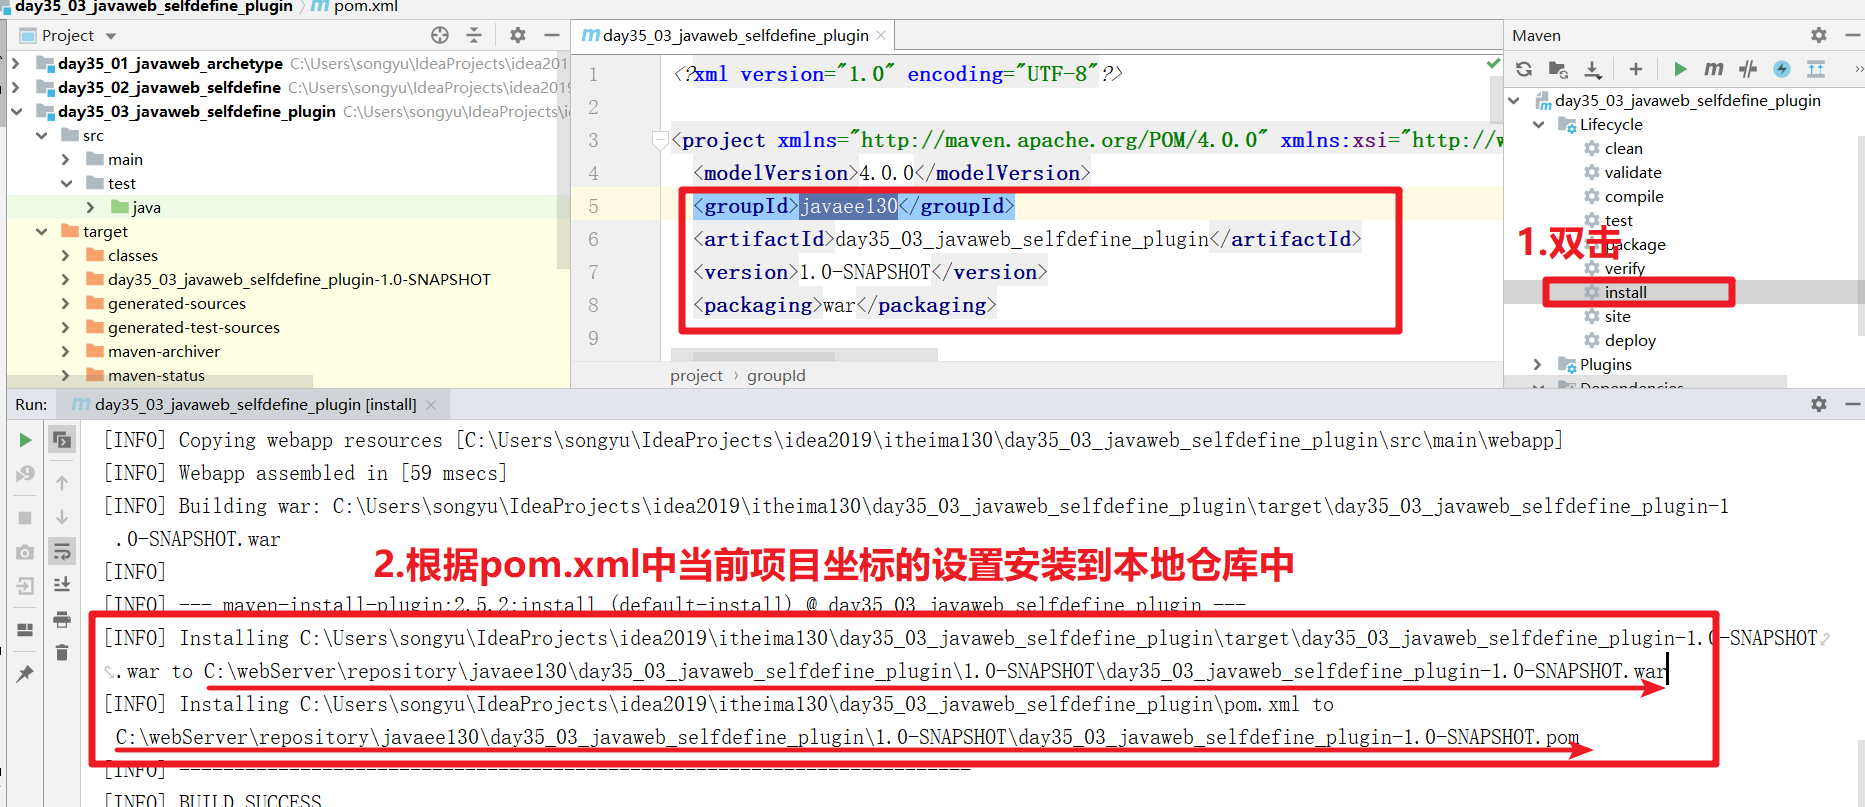 day35_03_javaweb_selfdefine_plugin 〉 m pom.xml
Project
day35_01_javaweb_archetype C:\Users\songyu\IdeaProjects\idea201
day35_02_javaweb_selfdefine C:\Users\songyu\IdeaProjects\idea20
day35_03_javaweb_selfdefine_plugin C:\Users\songyu\IdeaProjects\i
src
main
test
java
target
classes
day35_03_javaweb_selfdefine_plugin-1.0-SNAPSHOT
generated-sources
generated-test-sources
maven-archiver
maven-status
m day35_03_javaweb_selfdefine_plugin ×
1 <?xml version="1.0" encoding="UTF-8"?>
2
3 <project xmlns="http://maven.apache.org/POM/4.0.0" xmlns:xsi="http://w
4 <modelVersion>4.0.0</modelVersion>
5 <groupId>javaee130</groupId>
6 <artifactId>day35_03_javaweb_selfdefine_plugin</artifactId>
7 <version>1.0-SNAPSHOT</version>
8 <packaging>war</packaging>
9
project › groupId
Maven
day35_03_javaweb_selfdefine_plugin
Lifecycle
clean
validate
compile
test
1.双击
package
verify
install
site
deploy
Plugins
Dependencies
Run: m day35_03_javaweb_selfdefine_plugin [install] ×
[INFO] Copying webapp resources [C:\Users\songyu\IdeaProjects\idea2019\itheima130\day35_03_javaweb_selfdefine_plugin\src\main\webapp]
[INFO] Webapp assembled in [59 msecs]
[INFO] Building war: C:\Users\songyu\IdeaProjects\idea2019\itheima130\day35_03_javaweb_selfdefine_plugin\target\day35_03_javaweb_selfdefine_plugin-1
.0-SNAPSHOT.war
2.根据pom.xml中当前项目坐标的设置安装到本地仓库中
[INFO]
[INFO] --- maven-install-plugin:2.5.2:install (default-install) @ day35_03_javaweb_selfdefine_plugin ---
[INFO] Installing C:\Users\songyu\IdeaProjects\idea2019\itheima130\day35_03_javaweb_selfdefine_plugin\target\day35_03_javaweb_selfdefine_plugin-1.0-SNAPSHOT
.war to C:\webServer\repository\javaee130\day35_03_javaweb_selfdefine_plugin\1.0-SNAPSHOT\day35_03_javaweb_selfdefine_plugin-1.0-SNAPSHOT.war
[INFO] Installing C:\Users\songyu\IdeaProjects\idea2019\itheima130\day35_03_javaweb_selfdefine_plugin\pom.xml to
C:\webServer\repository\javaee130\day35_03_javaweb_selfdefine_plugin\1.0-SNAPSHOT\day35_03_javaweb_selfdefine_plugin-1.0-SNAPSHOT.pom
[INFO] ------------------------------------------------------------------------
[INFO] BUILD SUCCESS